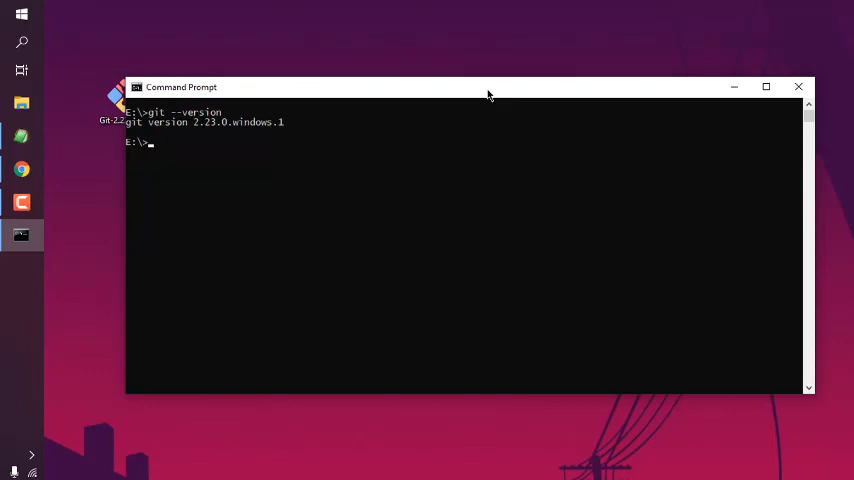 Command Prompt
E:\>git --version
git version 2.23.0.windows.1
E:\>
Git-2.2